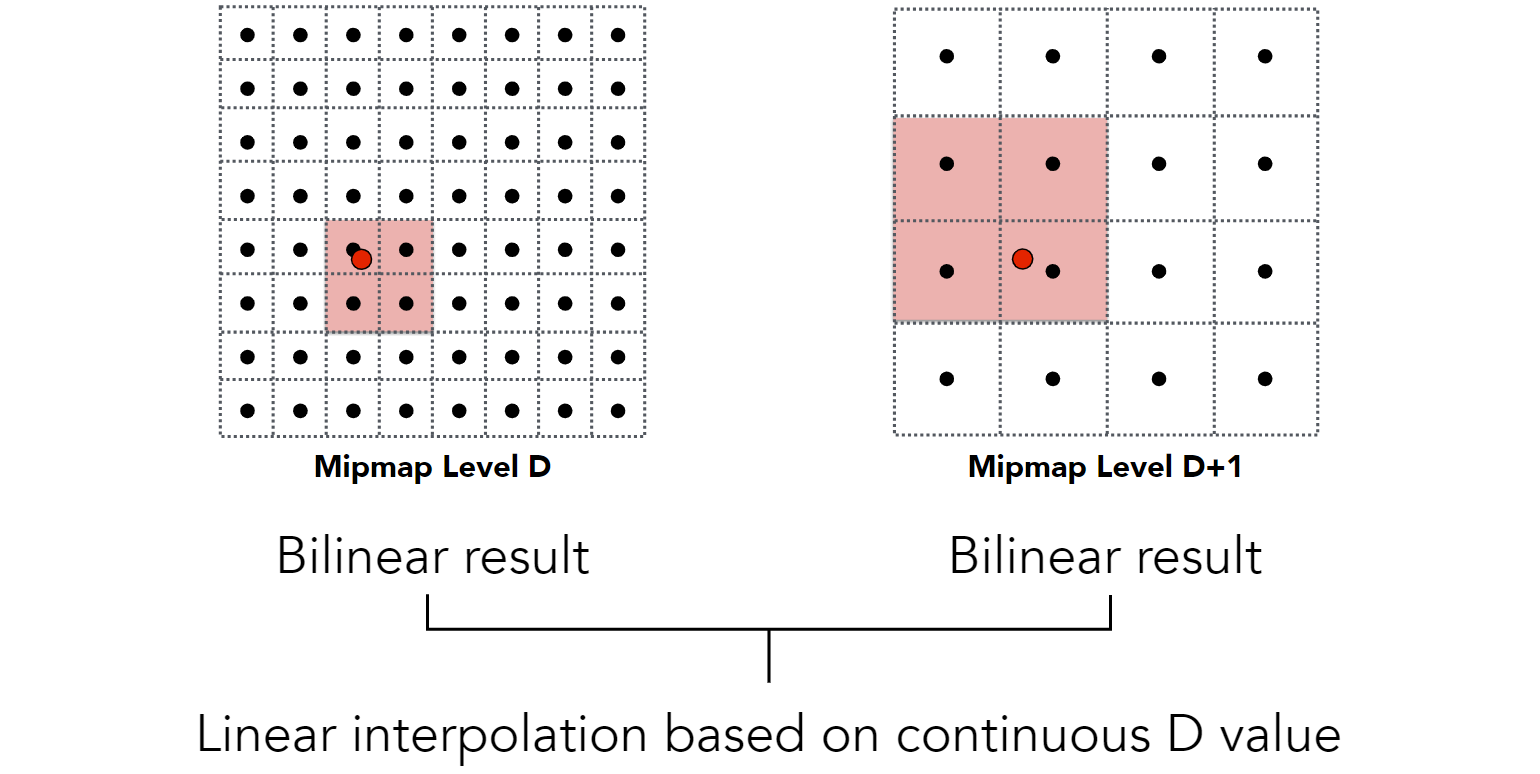 Mipmap Level D
Mipmap Level D+1
Bilinear result
Bilinear result
Linear interpolation based on continuous D value